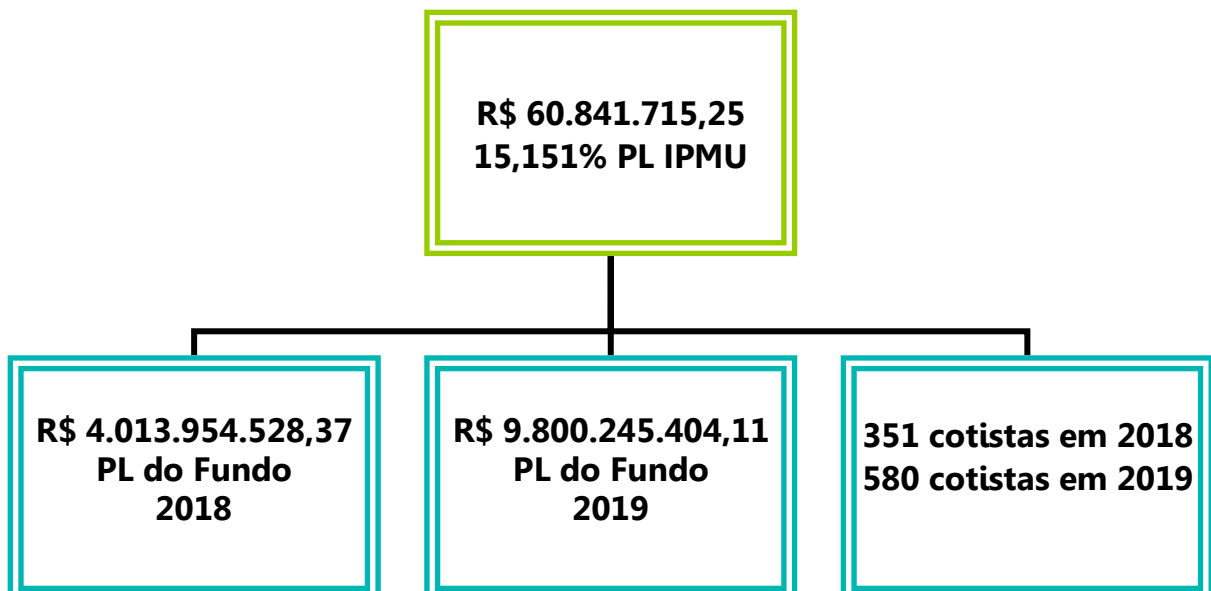 R$ 60.841.715,25
15,151% PL IPMU
R$ 4.013.954.528,37
PL do Fundo
2018
R$ 9.800.245.404,11
PL do Fundo
2019
351 cotistas em 2018
580 cotistas em 2019